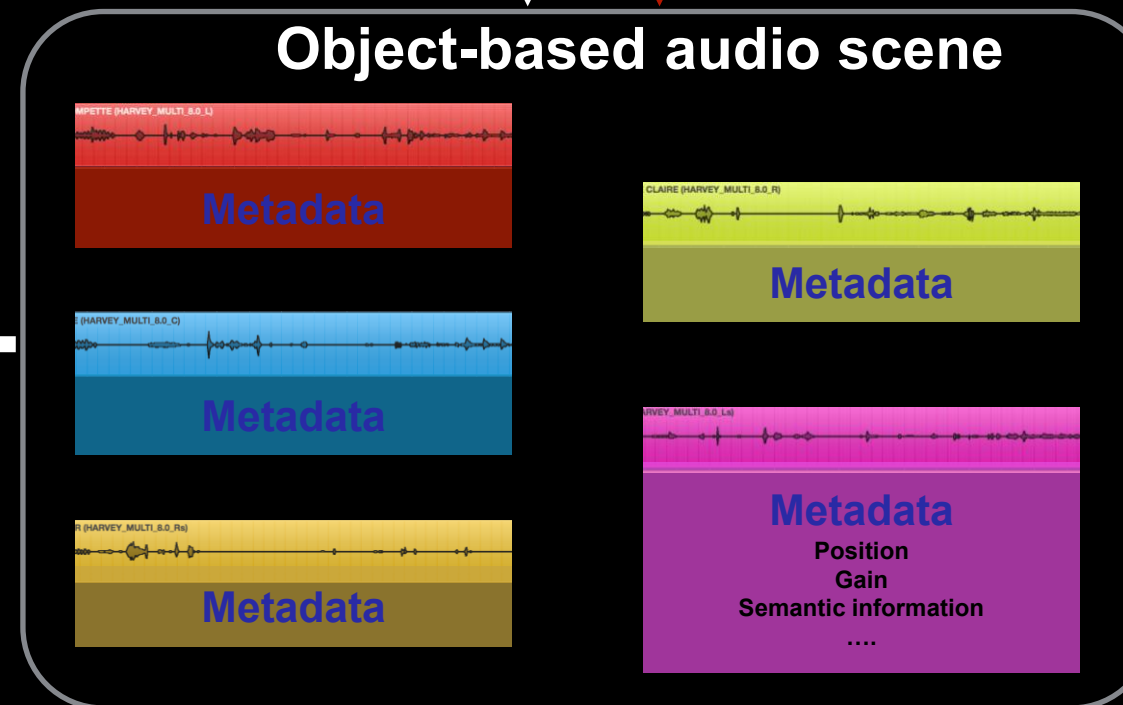 Object-based audio scene
MPETTE (HARVEY_MULTI_8.0_L)
Metadata
CLAIRE (HARVEY_MULTI_8.0_R)
Metadata
E (HARVEY_MULTI_8.0_C)
Metadata
ARVEY_MULTI_8.0_Ls)
Metadata
Position
Gain
Semantic information
....
R (HARVEY_MULTI_8.0_Rs)
Metadata